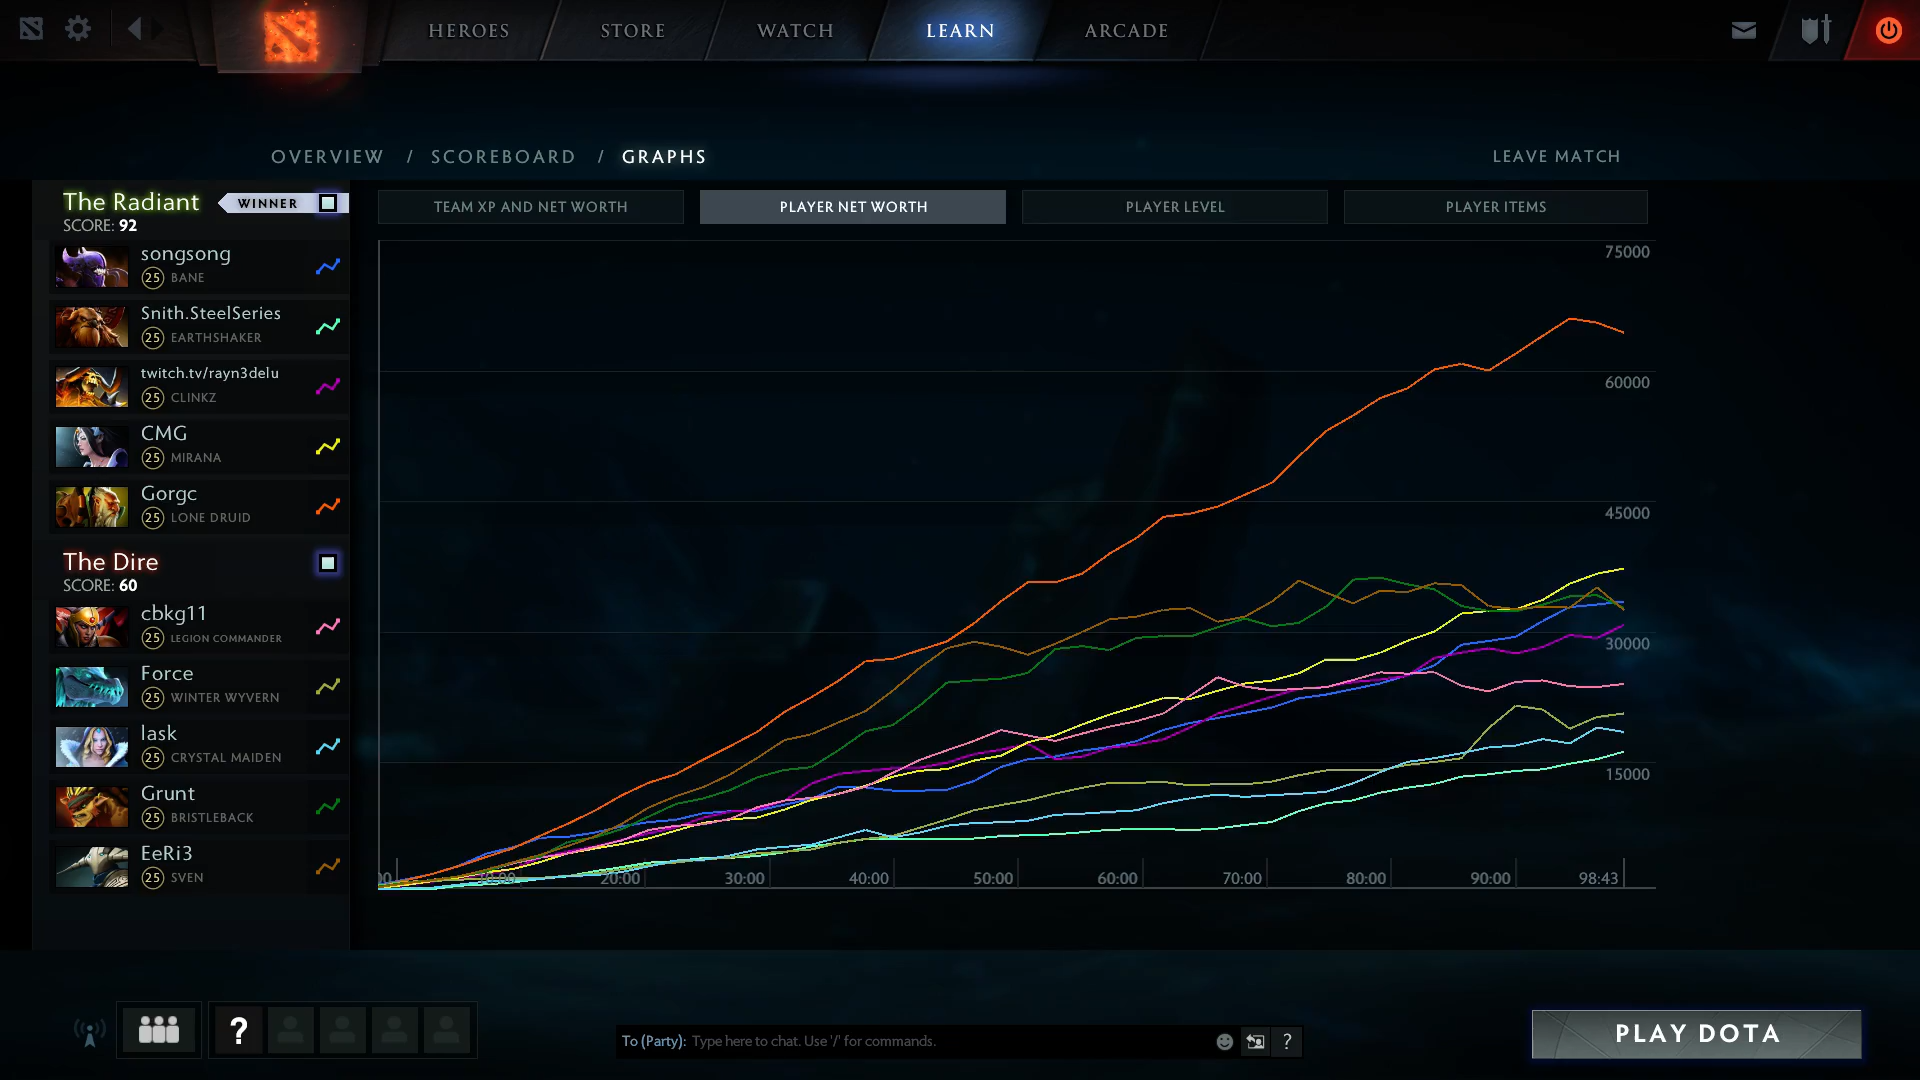 HEROES
STORE
WATCH
LEARN
ARCADE
OVERVIEW / SCOREBOARD / GRAPHS
LEAVE MATCH
The Radiant
WINNER
SCORE: 92
songsong
25 BANE
Snith.SteelSeries
25 EARTHSHAKER
twitch.tv/rayn3delu
25 CLINKZ
CMG
25 MIRANA
Gorgc
25 LONE DRUID
The Dire
SCORE: 60
cbkg11
25 LEGION COMMANDER
Force
25 WINTER WYVERN
lask
25 CRYSTAL MAIDEN
Grunt
25 BRISTLEBACK
EeRi3
25 SVEN
TEAM XP AND NET WORTH
PLAYER NET WORTH
PLAYER LEVEL
PLAYER ITEMS
75000
60000
45000
30000
15000
10:00 20:00 30:00 40:00 50:00 60:00 70:00 80:00 90:00 98:43
?
To (Party): Type here to chat. Use '/' for commands.
?
PLAY DOTA